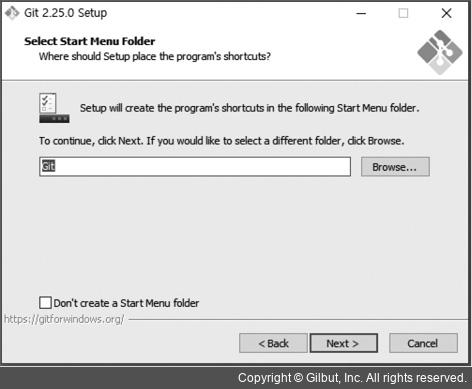 Git 2.25.0 Setup
Select Start Menu Folder
Where should Setup place the program's shortcuts?
Setup will create the program's shortcuts in the following Start Menu folder.
To continue, click Next. If you would like to select a different folder, click Browse.
Git
Browse...
Don't create a Start Menu folder
https://gitforwindows.org/
< Back
Next >
Cancel
Copyright © Gilbut, Inc. All rights reserved.